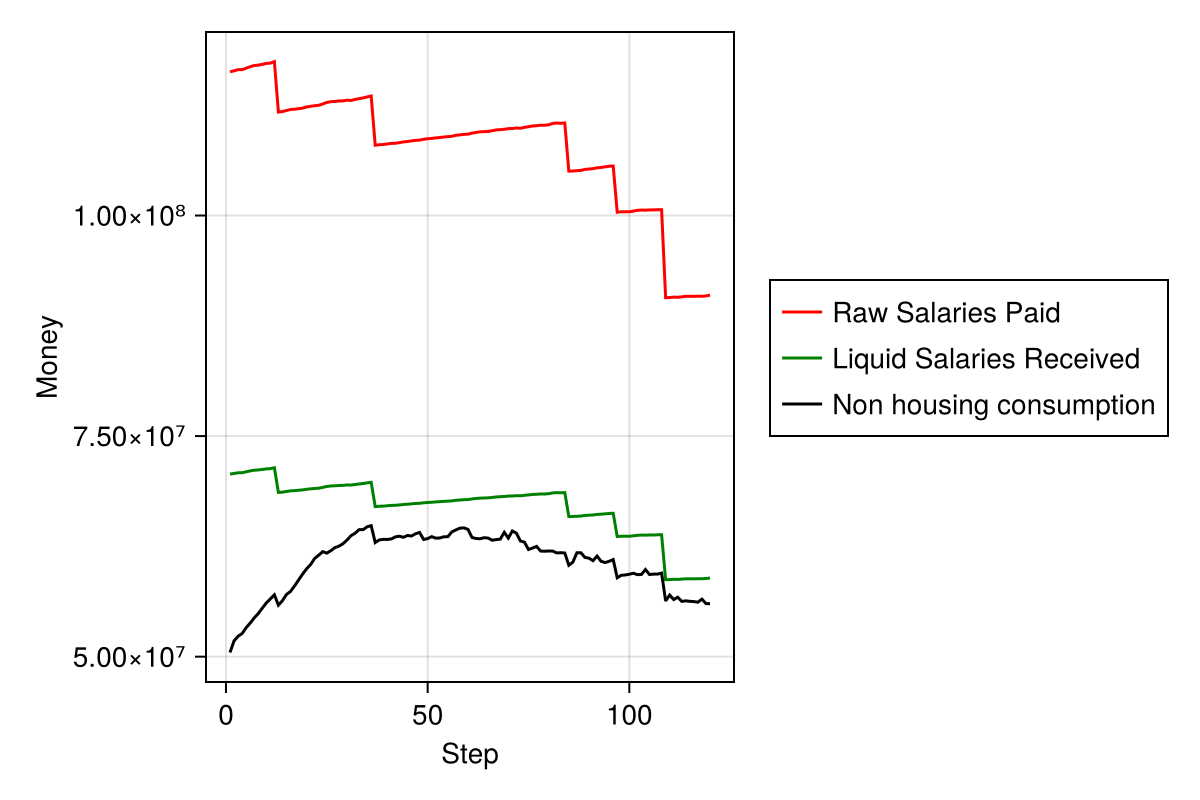 1.00×10⁸
7.50×10⁷
5.00×10⁷
Money
0 50 100
Step
Raw Salaries Paid
Liquid Salaries Received
Non housing consumption